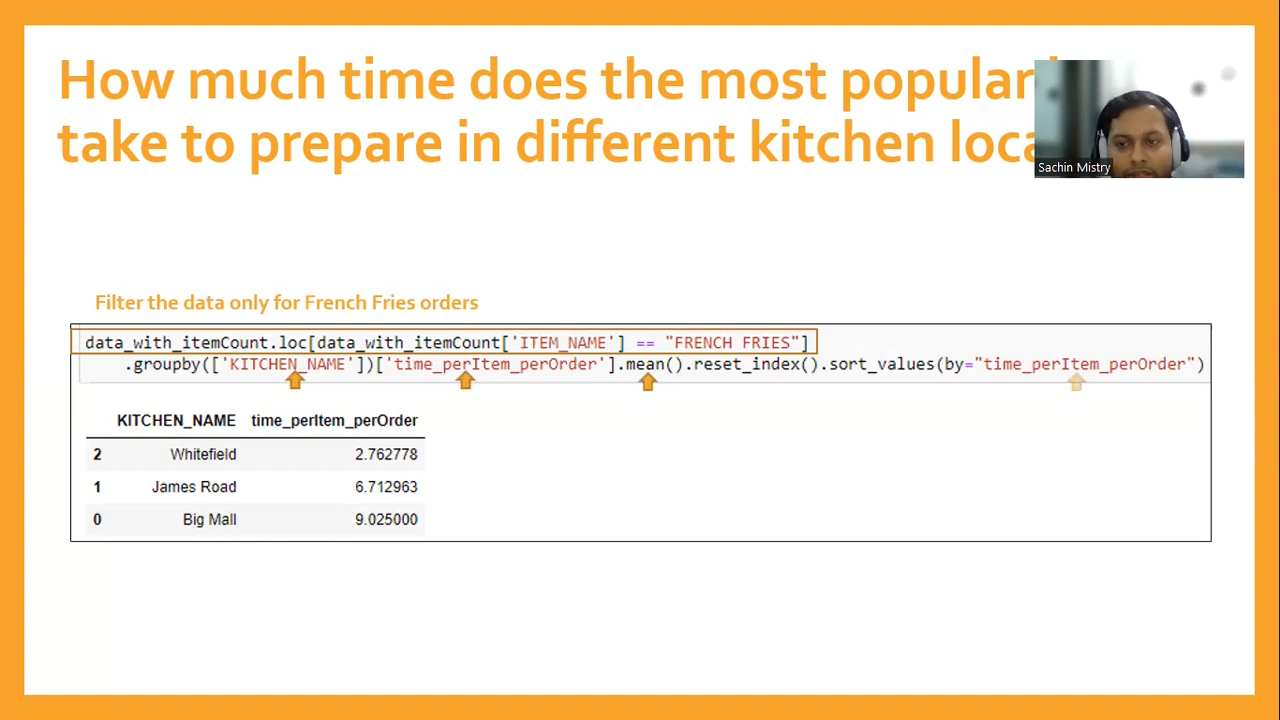 How much time does the most popular
take to prepare in different kitchen
Sachin Mistry
Filter the data only for French Fries orders
data_with_itemCount.loc[data_with_itemCount['ITEM_NAME'] == "FRENCH FRIES"]
.groupby(['KITCHEN_NAME'])['time_perItem_perOrder'].mean().reset_index().sort_values(by="time_perItem_perOrder")
KITCHEN_NAME time_perItem_perOrder
2 Whitefield 2.762778
1 James Road 6.712963
0 Big Mall 9.025000